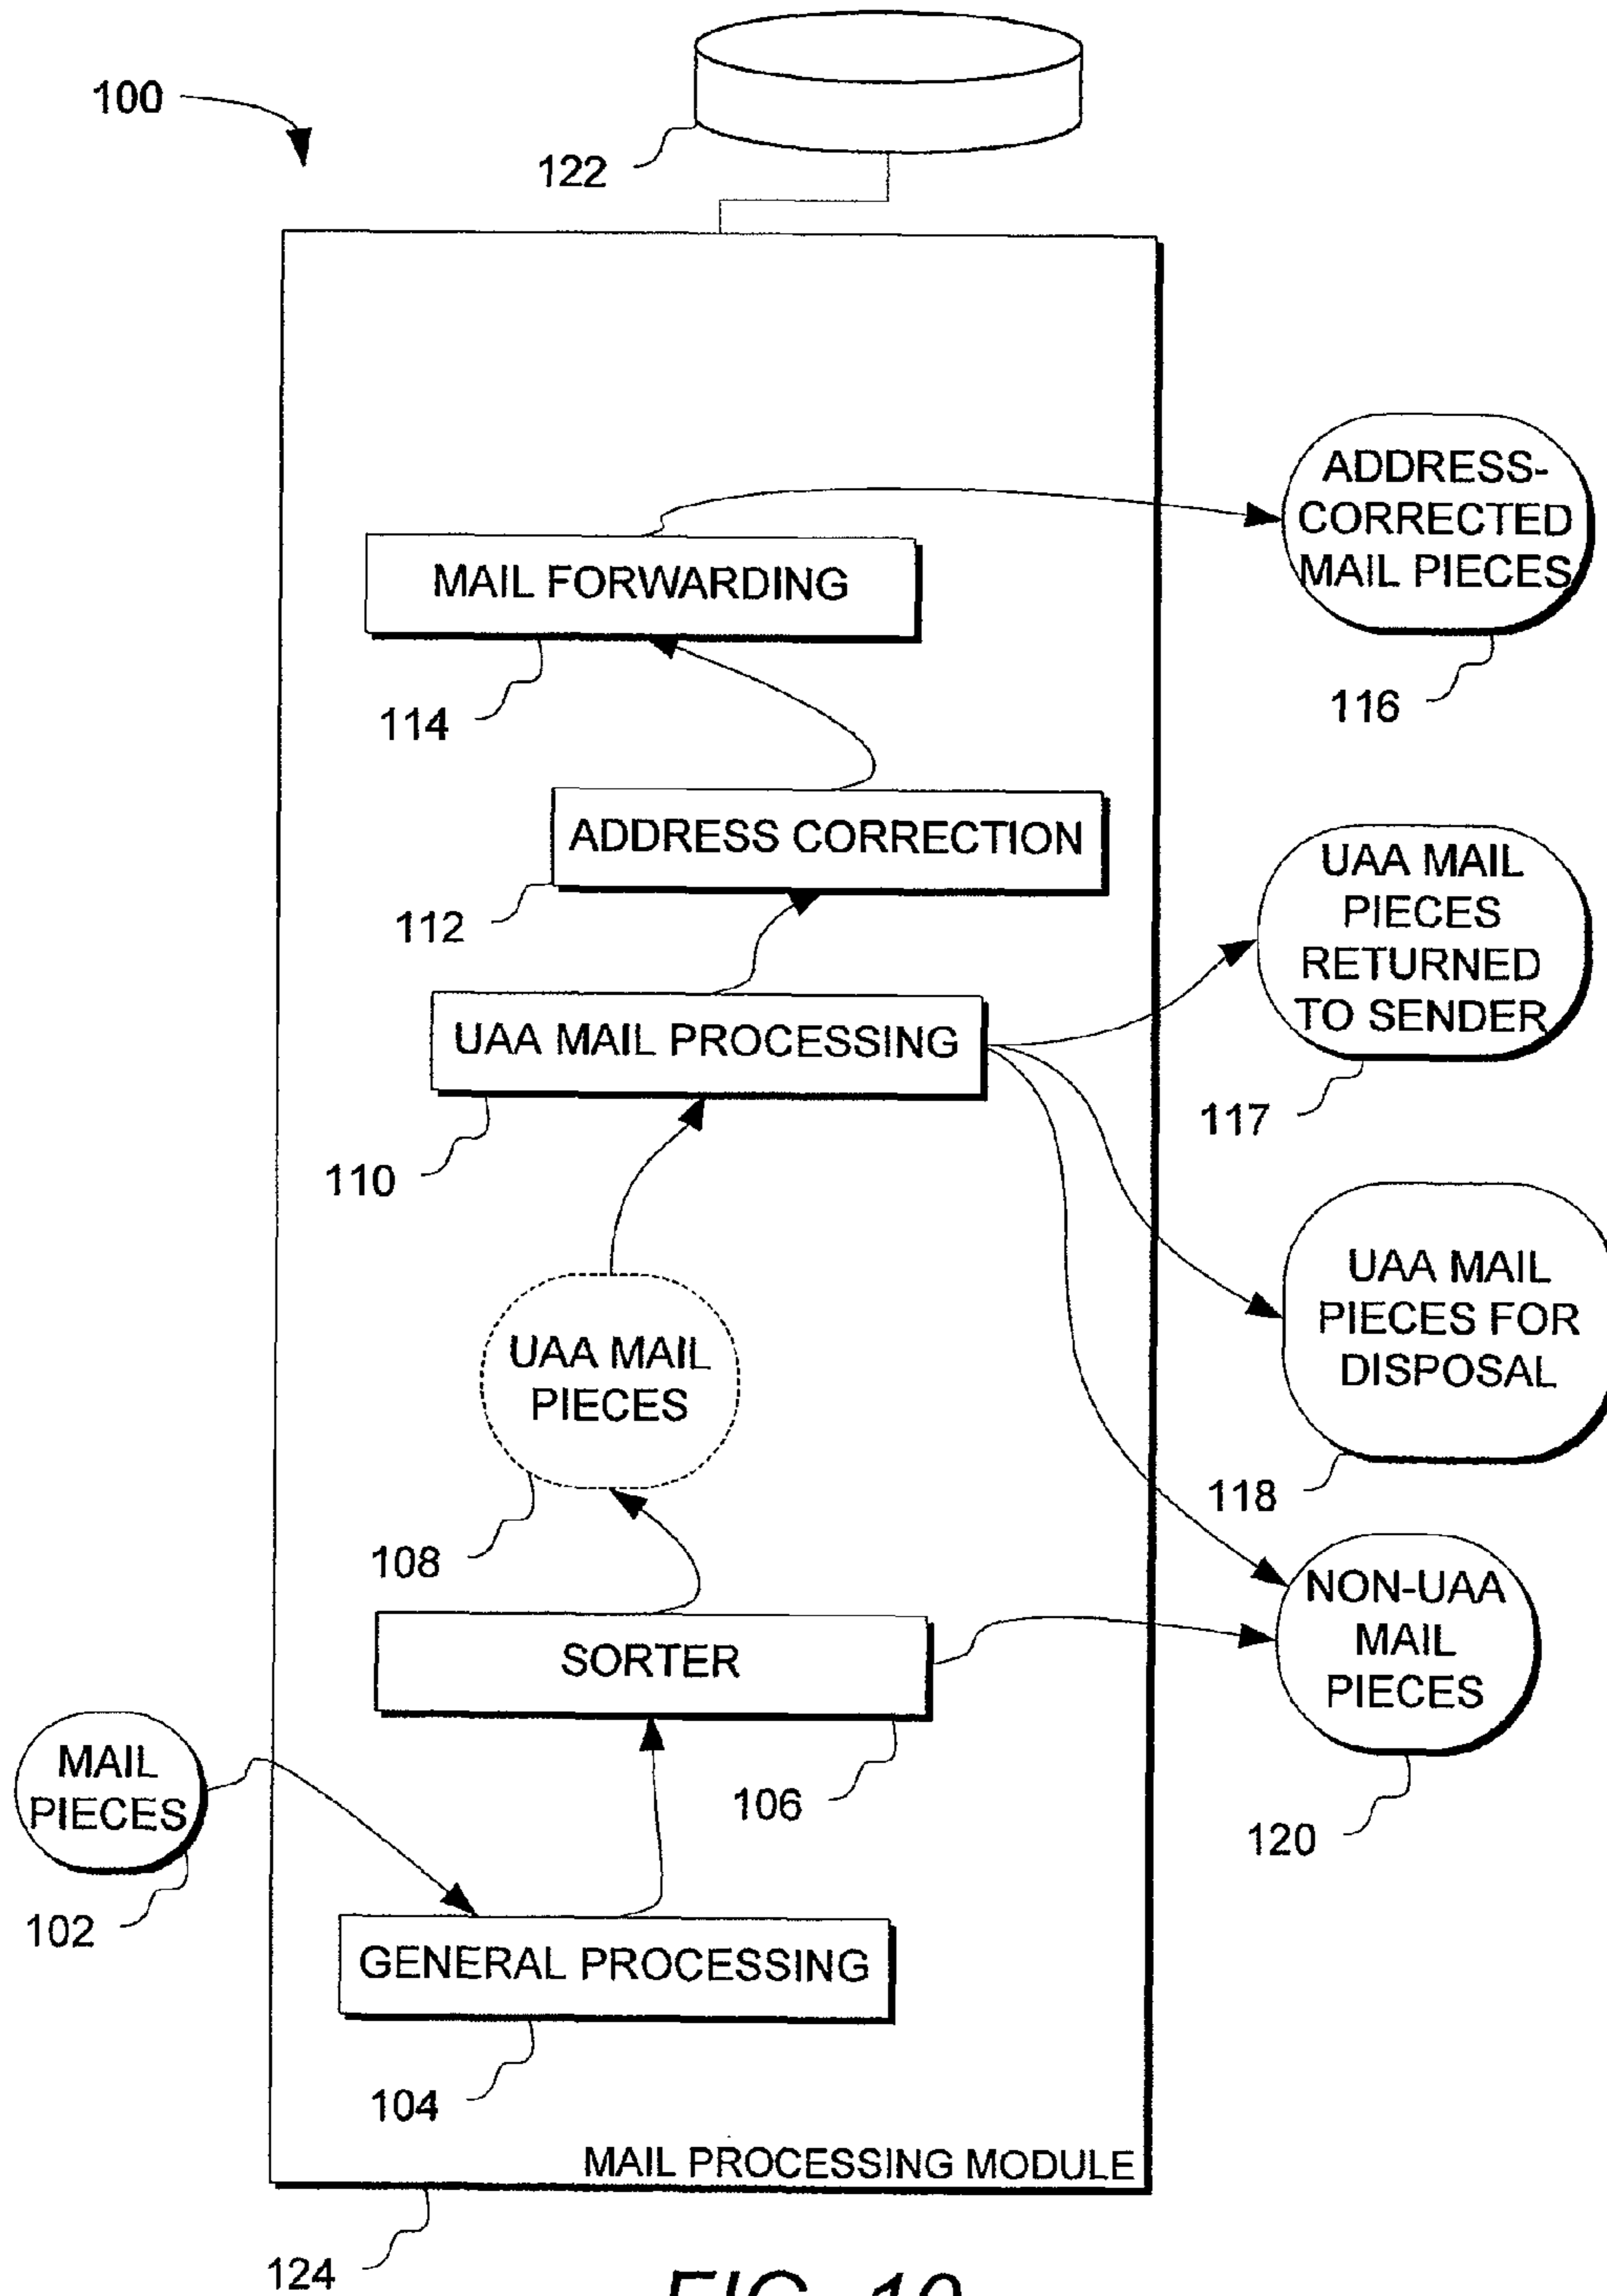 100
122
ADDRESS-
CORRECTED
MAIL PIECES
116
MAIL FORWARDING
114
ADDRESS CORRECTION
112
UAA MAIL
PIECES
RETURNED
TO SENDER
117
UAA MAIL PROCESSING
110
UAA MAIL
PIECES FOR
DISPOSAL
118
UAA MAIL
PIECES
108
NON-UAA
MAIL
PIECES
120
SORTER
106
MAIL
PIECES
102
GENERAL PROCESSING
104
MAIL PROCESSING MODULE
124
FIG. 10